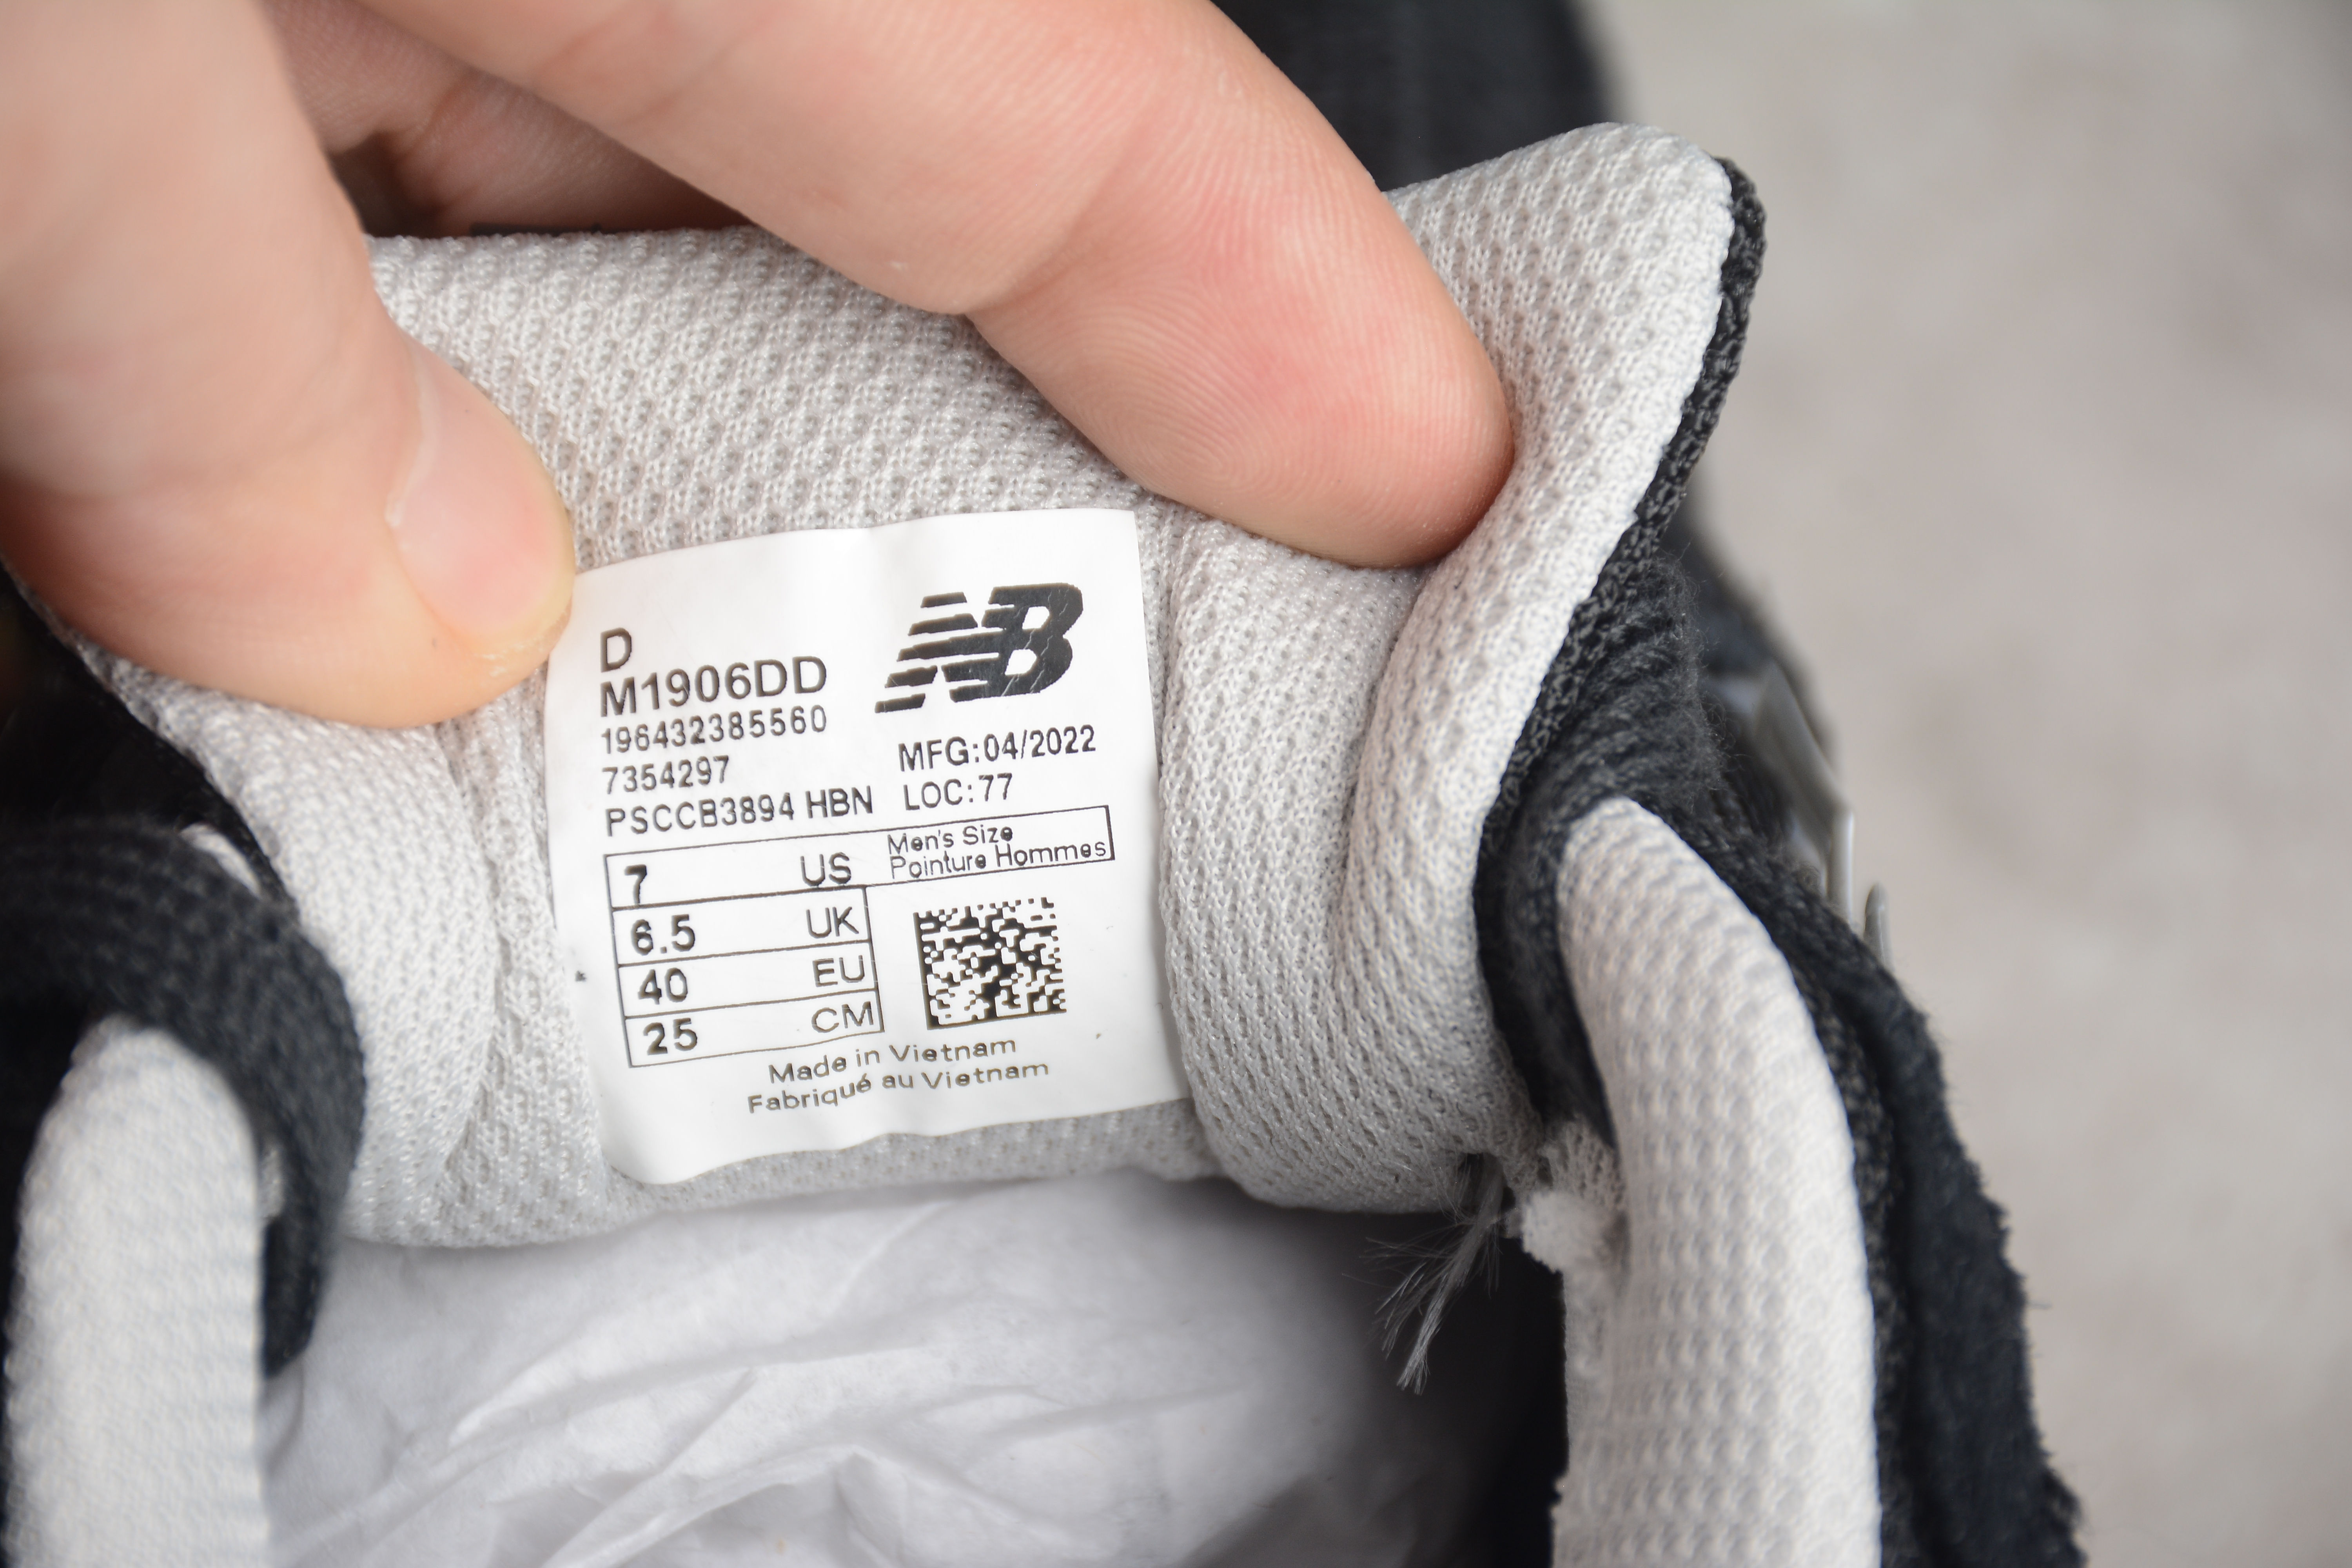 D
M1906DD
196432385560
7354297
PSCCB3894 HBN
NB
MFG:04/2022
LOC:77
7 US Men's Size
Pointure Hommes
6.5 UK
40 EU
25 CM
Made in Vietnam
Fabriqué au Vietnam